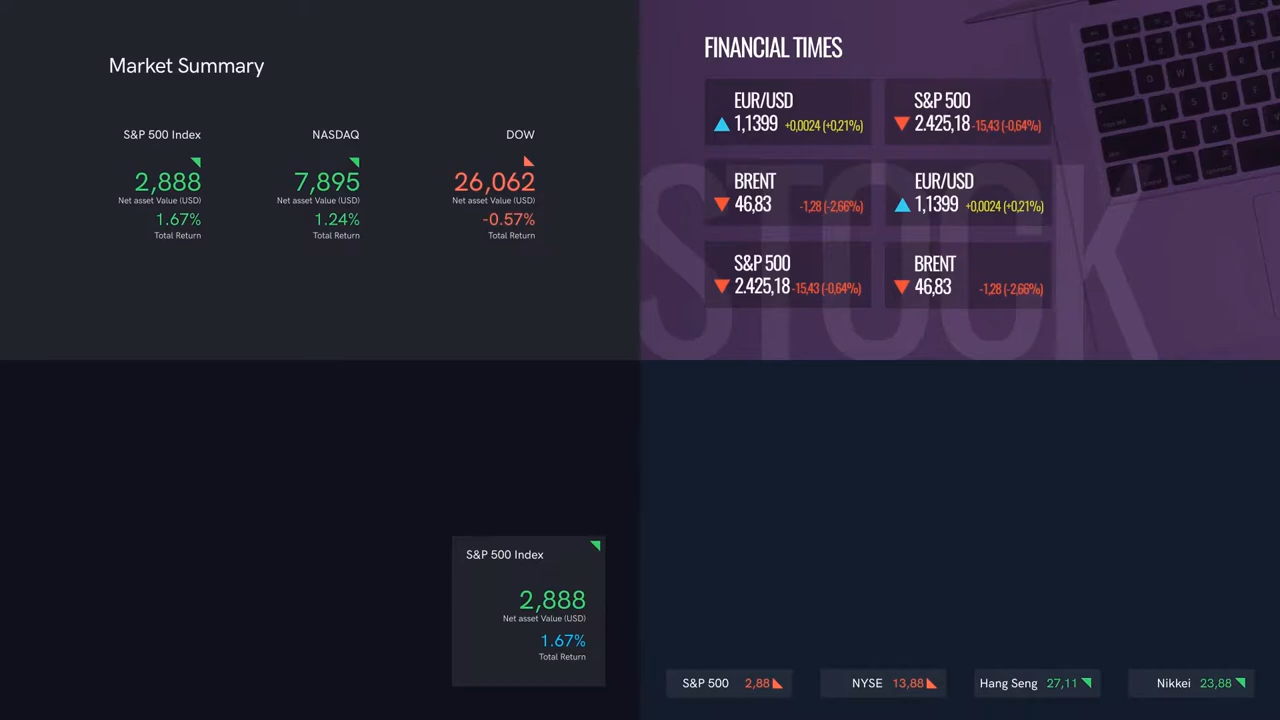 Market Summary
S&P 500 Index
2,888
Net asset Value (USD)
1.67%
Total Return
NASDAQ
7,895
Net asset Value (USD)
1.24%
Total Return
DOW
26,062
Net asset Value (USD)
-0.57%
Total Return
FINANCIAL TIMES
EUR/USD
1,1399 +0,0024 (+0,21%)
S&P 500
2.425,18 -15,43 (-0,64%)
BRENT
46,83 -1,28 (-2,66%)
EUR/USD
1,1399 +0,0024 (+0,21%)
S&P 500
2.425,18 -15,43 (-0,64%)
BRENT
46,83 -1,28 (-2,66%)
STOCK
S&P 500 Index
2,888
Net asset Value (USD)
1.67%
Total Return
S&P 500 2,88
NYSE 13,88
Hang Seng 27,11
Nikkei 23,88